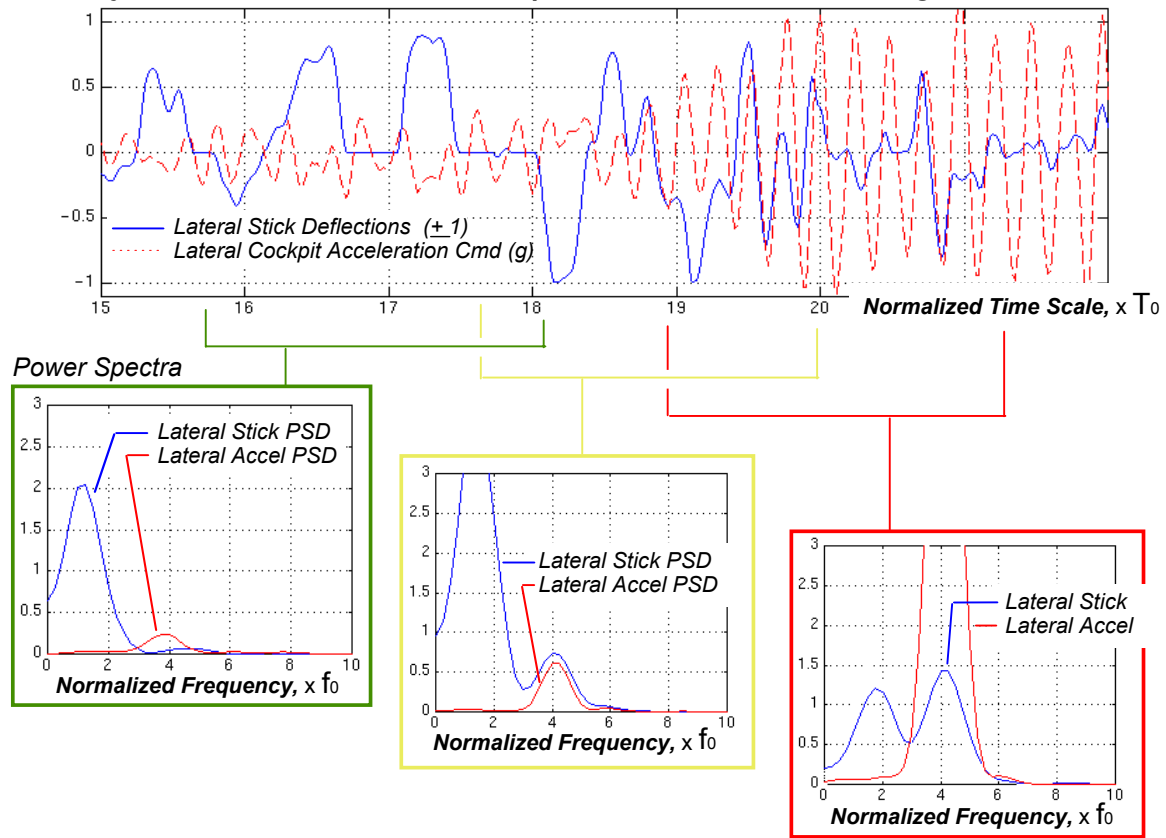 1
0.5
0
-0.5
-1
Lateral Stick Deflections (± 1)
Lateral Cockpit Acceleration Cmd (g)
15 16 17 18 19 20
Normalized Time Scale, x T0
Power Spectra
3
2.5
2
1.5
1
0.5
0
Lateral Stick PSD
Lateral Accel PSD
0 2 4 6 8 10
Normalized Frequency, x f0
3
2.5
2
1.5
1
0.5
0
Lateral Stick PSD
Lateral Accel PSD
0 2 4 6 8 10
Normalized Frequency, x f0
3
2.5
2
1.5
1
0.5
0
Lateral Stick
Lateral Accel
0 2 4 6 8 10
Normalized Frequency, x f0